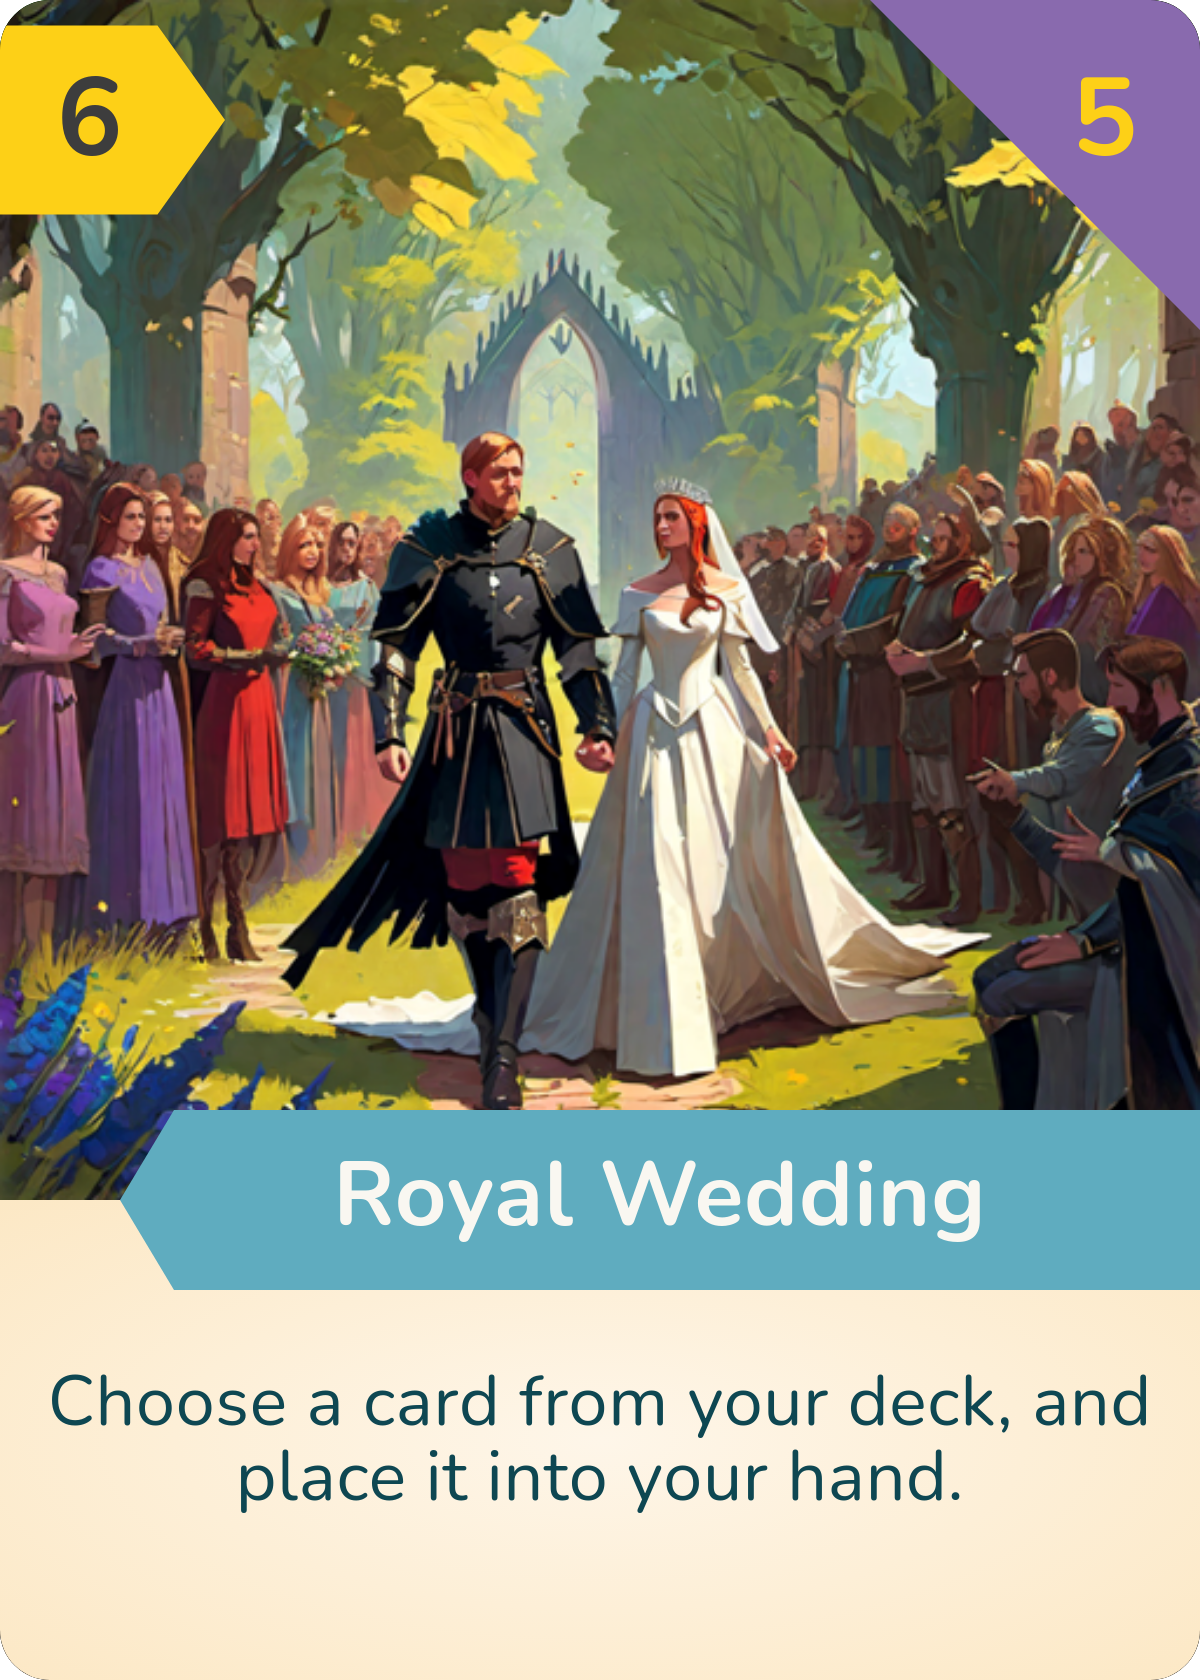 6
5
Royal Wedding
Choose a card from your deck, and
place it into your hand.